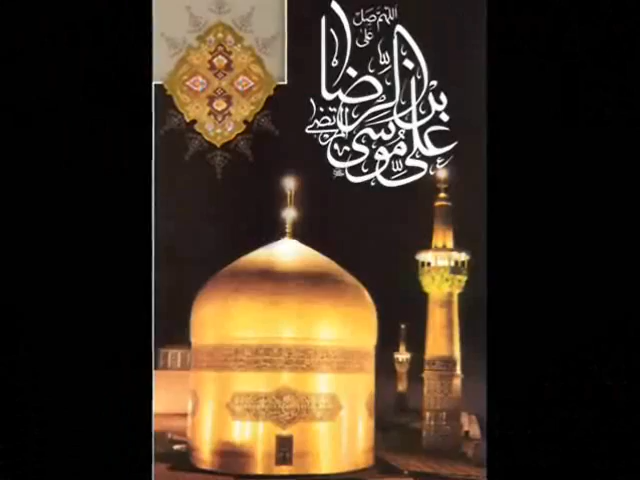 اللهم صل
علی
علی بن موسی الرضا
المرتضی